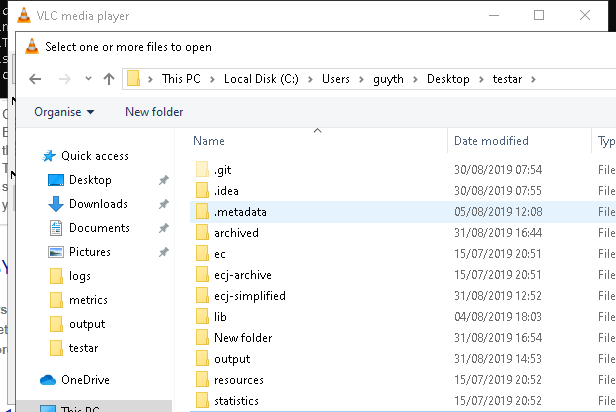 VLC media player
Select one or more files to open
This PC > Local Disk (C:) > Users > guyth > Desktop > testar >
Organise New folder
Name Date modified Typ
Quick access
Desktop
Downloads
Documents
Pictures
logs
metrics
output
testar
OneDrive
This PC
.git 30/08/2019 07:54 File
.idea 30/08/2019 07:55 File
.metadata 05/08/2019 12:08 File
archived 31/08/2019 16:44 File
ec 15/07/2019 20:51 File
ecj-archive 15/07/2019 20:51 File
ecj-simplified 31/08/2019 12:52 File
lib 04/08/2019 18:03 File
New folder 31/08/2019 16:54 File
output 31/08/2019 14:53 File
resources 15/07/2019 20:52 File
statistics 15/07/2019 20:52 File